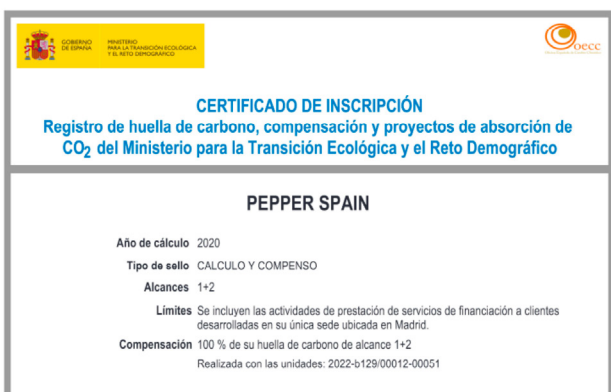 GOBIERNO
DE ESPAÑA
MINISTERIO
PARA LA TRANSICIÓN ECOLÓGICA
Y EL RETO DEMOGRÁFICO
oecc
CERTIFICADO DE INSCRIPCIÓN
Registro de huella de carbono, compensación y proyectos de absorción de
CO2 del Ministerio para la Transición Ecológica y el Reto Demográfico
PEPPER SPAIN
Año de cálculo 2020
Tipo de sello CALCULO Y COMPENSO
Alcances 1+2
Límites Se incluyen las actividades de prestación de servicios de financiación a clientes
desarrolladas en su única sede ubicada en Madrid.
Compensación 100 % de su huella de carbono de alcance 1+2
Realizada con las unidades: 2022-b129/00012-00051